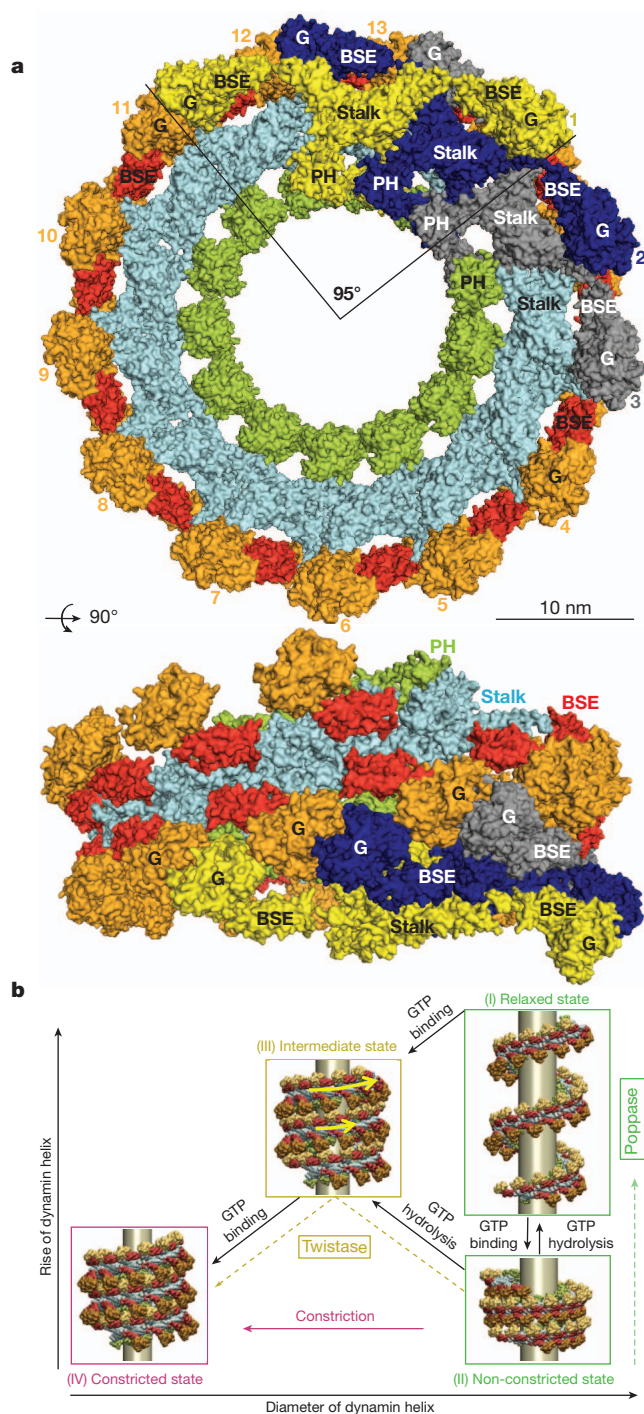 a
12
13
G
BSE
G
BSE
G
11
G
BSE
Stalk
BSE
G
1
PH
PH
Stalk
BSE
G
2
PH
Stalk
10
95°
PH
Stalk
BSE
G
3
9
BSE
G
4
8
7
6
5
90°
10 nm
PH
Stalk
BSE
G
G
G
G
G
G
BSE
BSE
BSE
Stalk
BSE
G
b
(I) Relaxed state
GTP
binding
(III) Intermediate state
Poppase
Rise of dynamin helix
GTP
binding
GTP
hydrolysis
GTP
binding
GTP
hydrolysis
Twistase
Constriction
(IV) Constricted state
(II) Non-constricted state
Diameter of dynamin helix